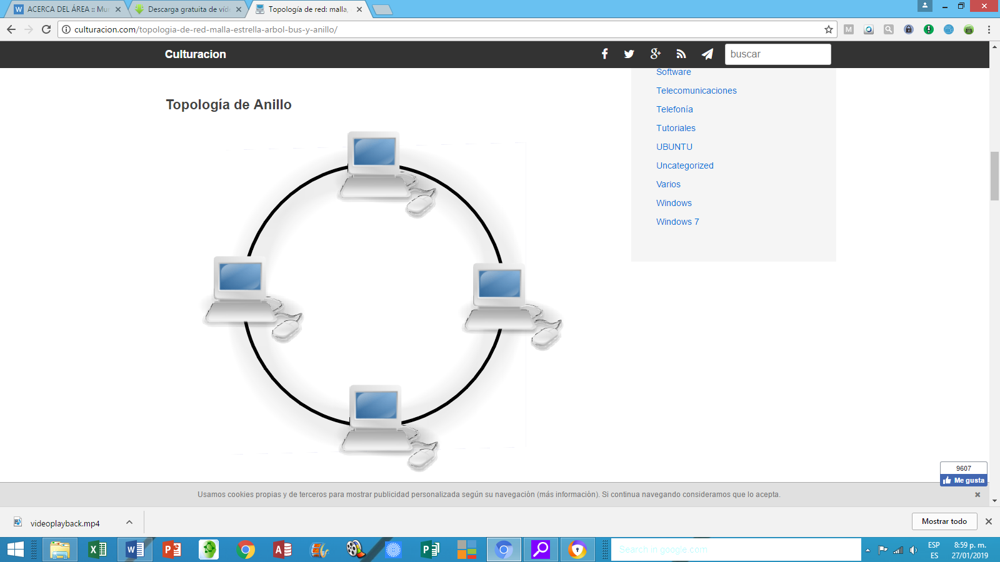 ACERCA DEL ÁREA :: Mu
Descarga gratuita de víd
Topología de red: malla,
culturacion.com/topologia-de-red-malla-estrella-arbol-bus-y-anillo/
Culturacion
buscar
Software
Telecomunicaciones
Telefonía
Tutoriales
UBUNTU
Uncategorized
Varios
Windows
Windows 7
Topología de Anillo
9607
Me gusta
Usamos cookies propias y de terceros para mostrar publicidad personalizada según su navegación (más información). Si continua navegando consideramos que lo acepta.
videoplayback.mp4
Mostrar todo
Search in google.com
ESP
ES
8:59 p. m.
27/01/2019